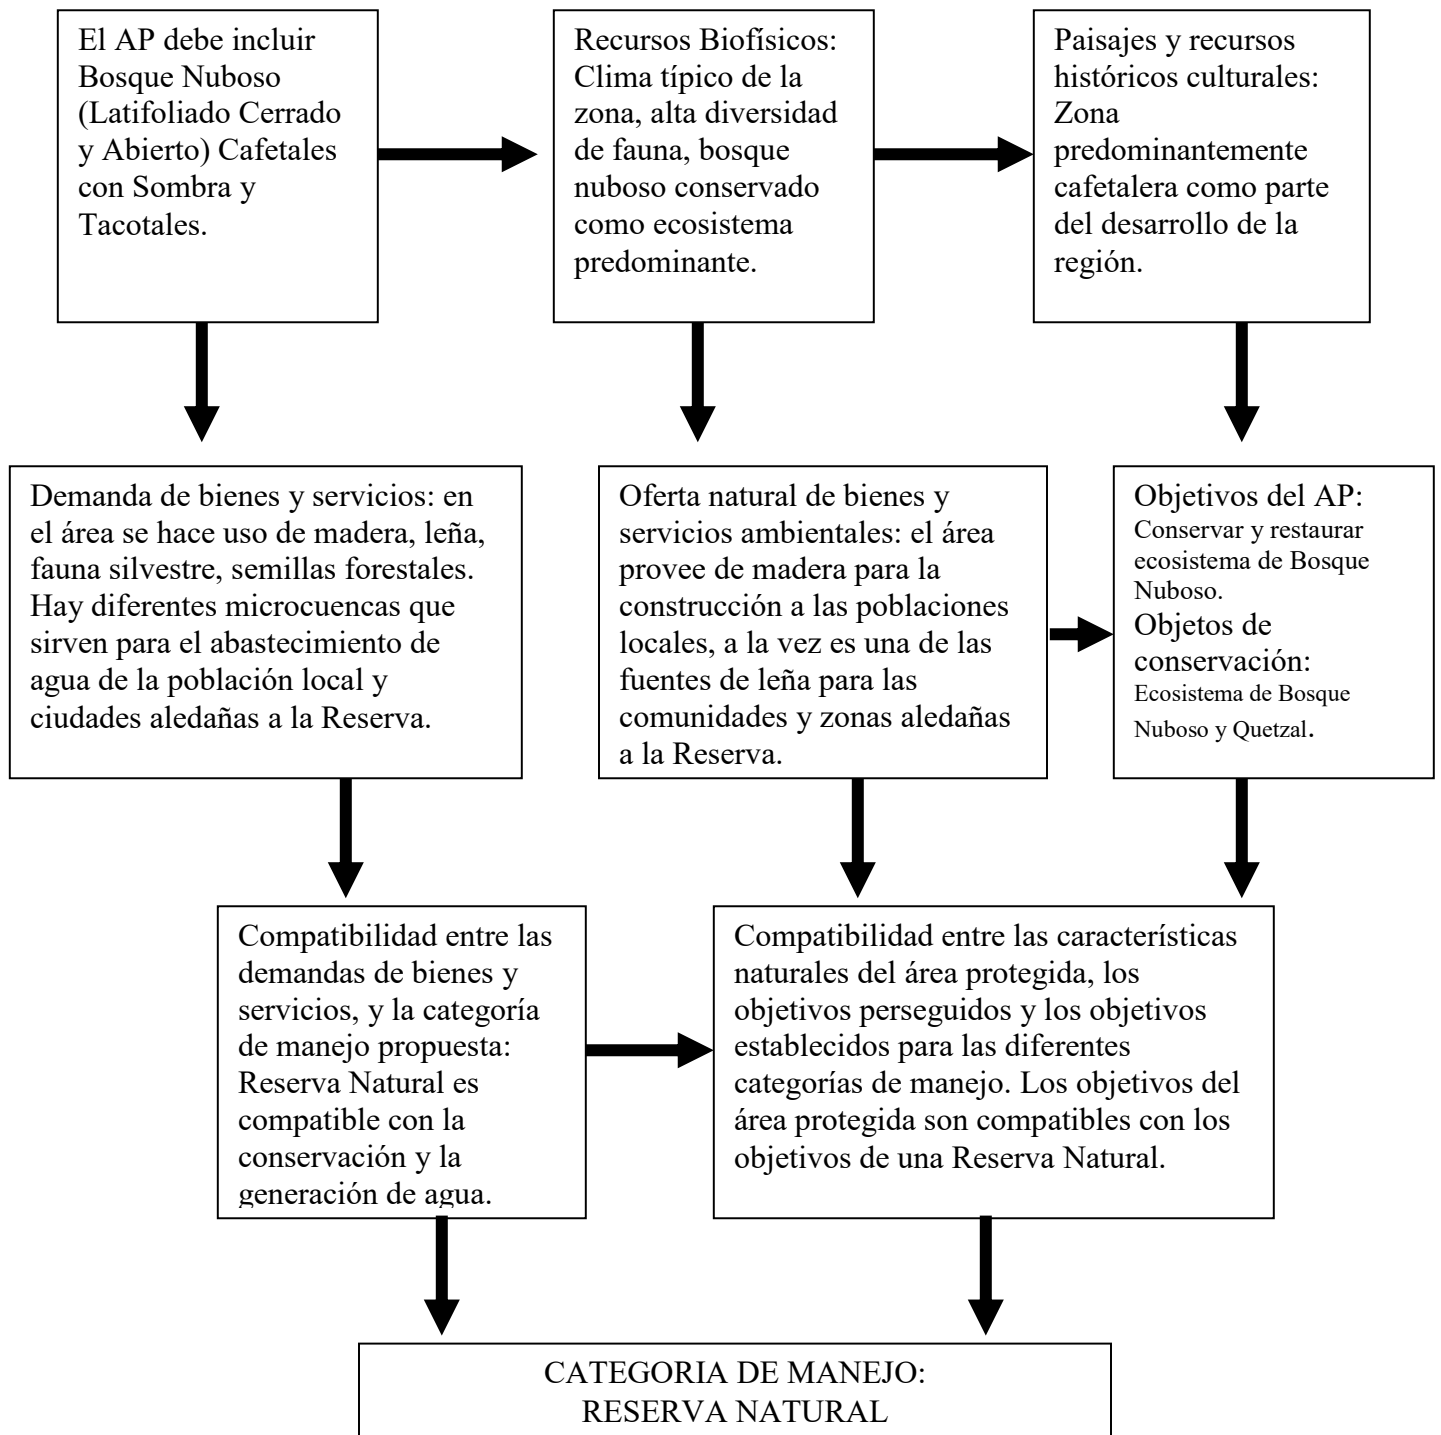 El AP debe incluir
Bosque Nuboso
(Latifoliado Cerrado
y Abierto) Cafetales
con Sombra y
Tacotales.
Recursos Biofísicos:
Clima típico de la
zona, alta diversidad
de fauna, bosque
nuboso conservado
como ecosistema
predominante.
Paisajes y recursos
históricos culturales:
Zona
predominantemente
cafetalera como parte
del desarrollo de la
región.
Demanda de bienes y servicios: en
el área se hace uso de madera, leña,
fauna silvestre, semillas forestales.
Hay diferentes microcuencas que
sirven para el abastecimiento de
agua de la población local y
ciudades aledañas a la Reserva.
Oferta natural de bienes y
servicios ambientales: el área
provee de madera para la
construcción a las poblaciones
locales, a la vez es una de las
fuentes de leña para las
comunidades y zonas aledañas
a la Reserva.
Objetivos del AP:
Conservar y restaurar
ecosistema de Bosque
Nuboso.
Objetos de
conservación:
Ecosistema de Bosque
Nuboso y Quetzal.
Compatibilidad entre las
demandas de bienes y
servicios, y la categoría
de manejo propuesta:
Reserva Natural es
compatible con la
conservación y la
generación de agua.
Compatibilidad entre las características
naturales del área protegida, los
objetivos perseguidos y los objetivos
establecidos para las diferentes
categorías de manejo. Los objetivos del
área protegida son compatibles con los
objetivos de una Reserva Natural.
CATEGORIA DE MANEJO:
RESERVA NATURAL